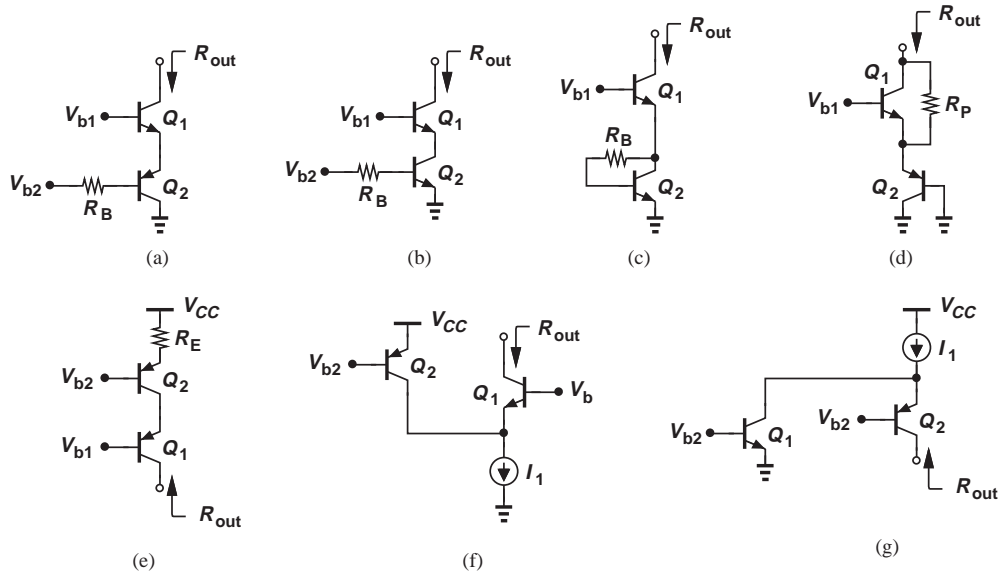 R_out
V_b1
Q_1
V_b2
R_B
Q_2
(a)
R_out
V_b1
Q_1
V_b2
R_B
Q_2
(b)
R_out
V_b1
Q_1
R_B
Q_2
(c)
R_out
Q_1
V_b1
R_P
Q_2
(d)
V_CC
R_E
V_b2
Q_2
V_b1
Q_1
R_out
(e)
V_CC
R_out
V_b2
Q_2
Q_1
V_b
I_1
(f)
V_CC
I_1
V_b2
Q_1
V_b2
Q_2
R_out
(g)